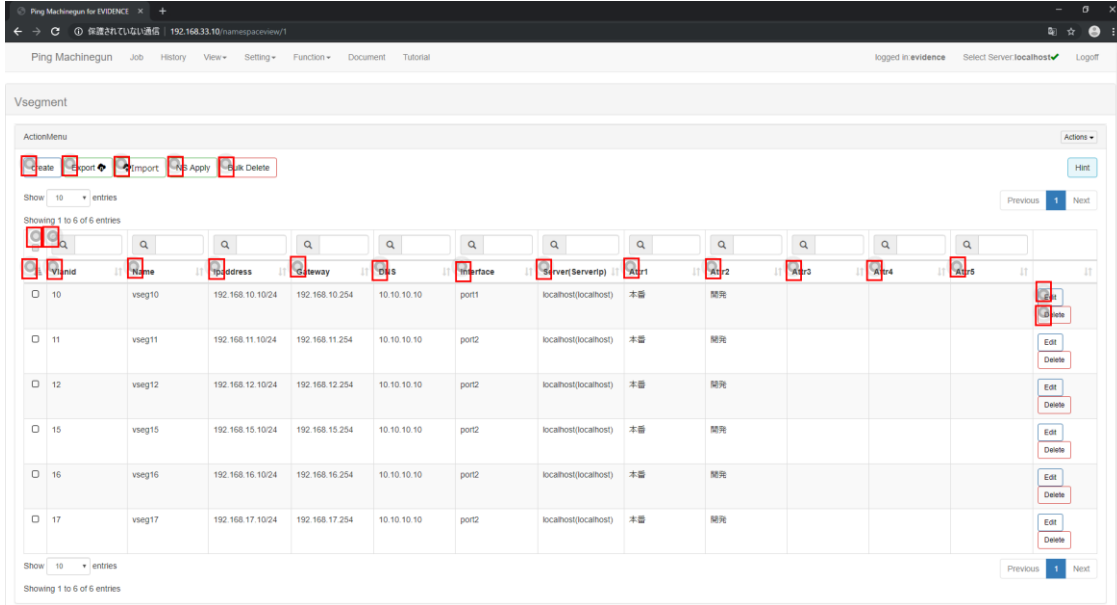 Ping Machinegun for EVIDENCE
保護されていない通信 | 192.168.33.10/namespaceview/1
Ping Machinegun Job History View Setting Function Document Tutorial logged in:evidence Select Server:localhost Logoff
Vsegment
ActionMenu Actions
Create Export Import NS Apply Bulk Delete Hint
Show 10 entries Previous 1 Next
Showing 1 to 6 of 6 entries
Vlanid Name Ipaddress Gateway DNS Interface Server(ServerIp) Attr1 Attr2 Attr3 Attr4 Attr5
10 vseg10 192.168.10.10/24 192.168.10.254 10.10.10.10 port1 localhost(localhost) 本番 開発 Edit
Delete
11 vseg11 192.168.11.10/24 192.168.11.254 10.10.10.10 port2 localhost(localhost) 本番 開発 Edit
Delete
12 vseg12 192.168.12.10/24 192.168.12.254 10.10.10.10 port2 localhost(localhost) 本番 開発 Edit
Delete
15 vseg15 192.168.15.10/24 192.168.15.254 10.10.10.10 port2 localhost(localhost) 本番 開発 Edit
Delete
16 vseg16 192.168.16.10/24 192.168.16.254 10.10.10.10 port2 localhost(localhost) 本番 開発 Edit
Delete
17 vseg17 192.168.17.10/24 192.168.17.254 10.10.10.10 port2 localhost(localhost) 本番 開発 Edit
Delete
Show 10 entries Previous 1 Next
Showing 1 to 6 of 6 entries